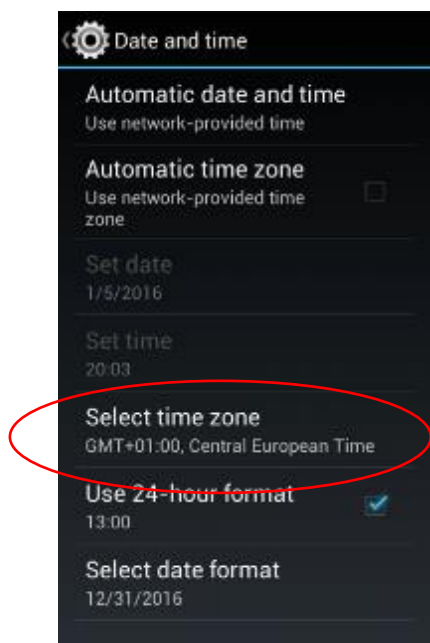 Date and time
Automatic date and time
Use network-provided time
Automatic time zone
Use network-provided time
zone
Set date
1/5/2016
Set time
20:03
Select time zone
GMT+01:00, Central European Time
Use 24-hour format
13:00
Select date format
12/31/2016